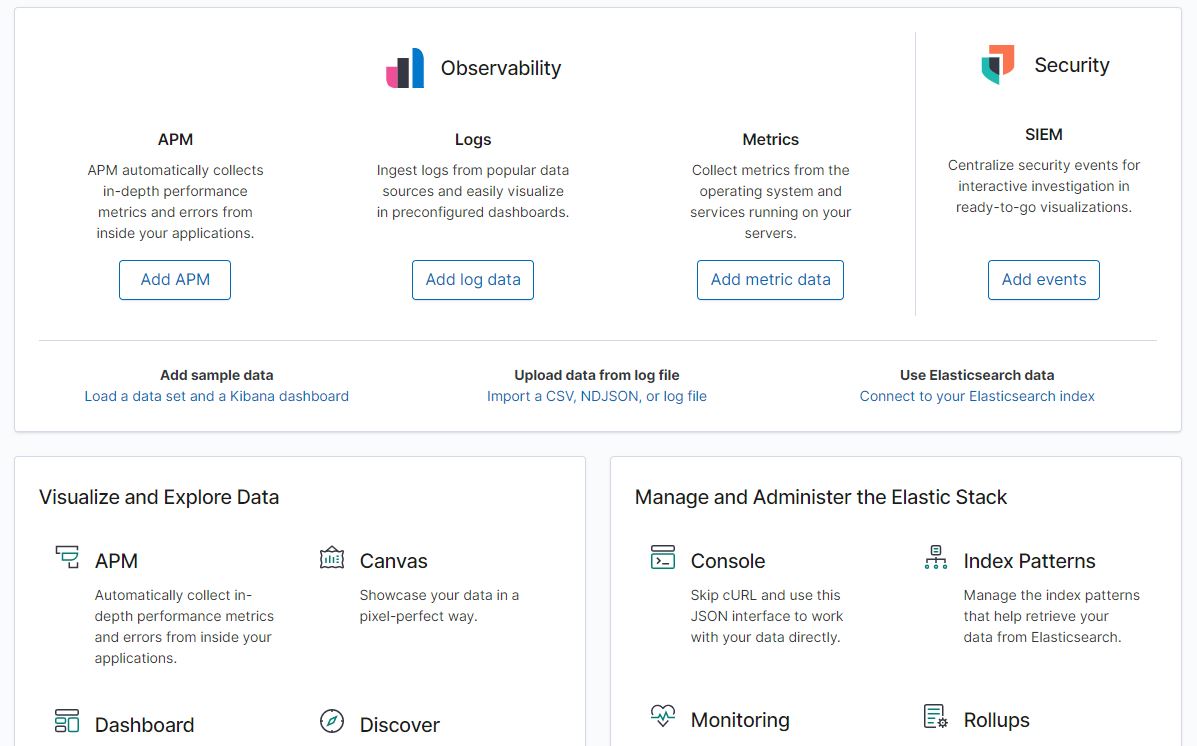 Observability
Security
APM
APM automatically collects
in-depth performance
metrics and errors from
inside your applications.
Add APM
Logs
Ingest logs from popular data
sources and easily visualize
in preconfigured dashboards.
Add log data
Metrics
Collect metrics from the
operating system and
services running on your
servers.
Add metric data
SIEM
Centralize security events for
interactive investigation in
ready-to-go visualizations.
Add events
Add sample data
Load a data set and a Kibana dashboard
Upload data from log file
Import a CSV, NDJSON, or log file
Use Elasticsearch data
Connect to your Elasticsearch index
Visualize and Explore Data
APM
Automatically collect in-
depth performance metrics
and errors from inside your
applications.
Canvas
Showcase your data in a
pixel-perfect way.
Dashboard
Discover
Manage and Administer the Elastic Stack
Console
Skip cURL and use this
JSON interface to work
with your data directly.
Index Patterns
Manage the index patterns
that help retrieve your
data from Elasticsearch.
Monitoring
Rollups